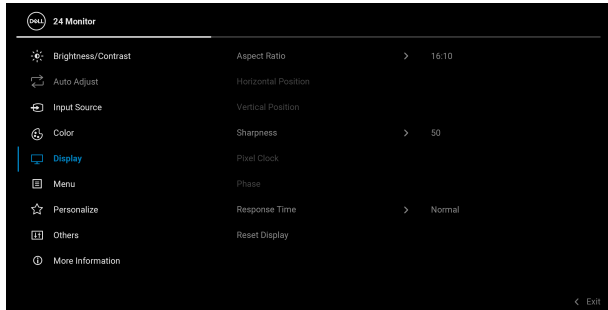 DELL 24 Monitor
Brightness/Contrast Aspect Ratio > 16:10
Auto Adjust Horizontal Position
Input Source Vertical Position
Color Sharpness > 50
Display Pixel Clock
Menu Phase
Personalize Response Time > Normal
Others Reset Display
More Information
< Exit